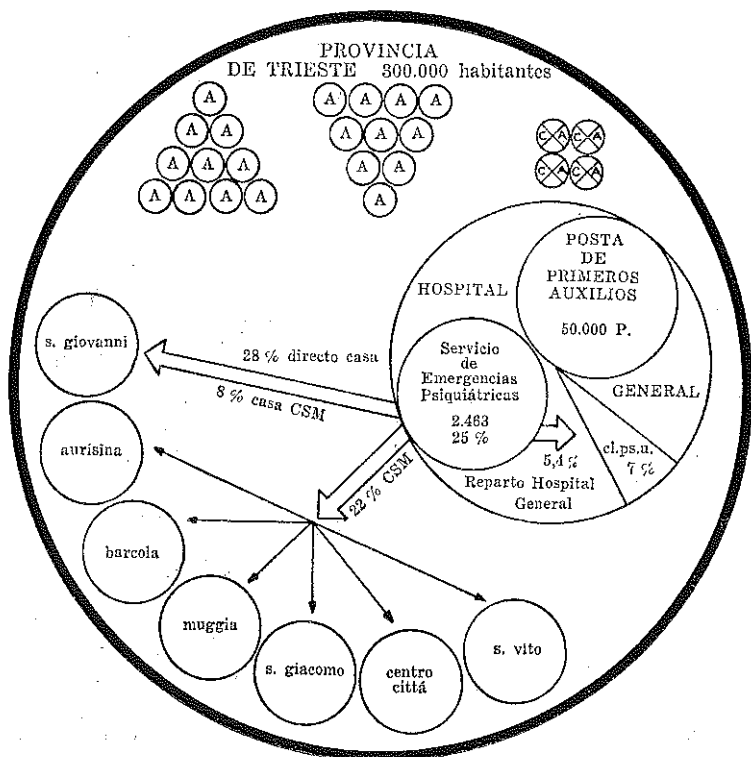 PROVINCIA
DE TRIESTE 300.000 habitantes
A A A A A
A A A A A
A A A A A
A A A A A
C A C A
C A C A
POSTA
DE
PRIMEROS
AUXILIOS
50.000 P.
HOSPITAL
GENERAL
Servicio
de
Emergencias
Psiquiátricas
2.463
25 %
5,4 %
Reparto Hospital
General
cl.ps.u.
7 %
28 % directo casa
8 % casa CSM
22 % CSM
s. giovanni
aurísina
barcola
muggia
s. giacomo
centro
cittá
s. vito